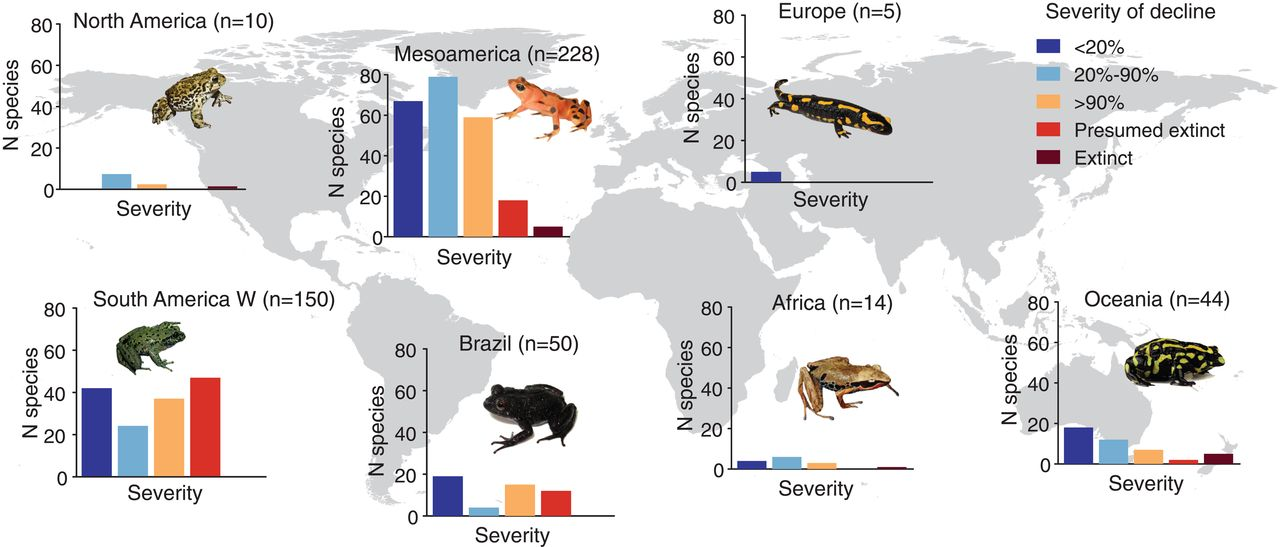 North America (n=10)
80
60
40
20
0
N species
Severity
Mesoamerica (n=228)
80
60
40
20
0
N species
Severity
Europe (n=5)
80
60
40
20
0
N species
Severity
Severity of decline
<20%
20%-90%
>90%
Presumed extinct
Extinct
South America W (n=150)
80
60
40
20
0
N species
Severity
Brazil (n=50)
80
60
40
20
0
N species
Severity
Africa (n=14)
80
60
40
20
0
N species
Severity
Oceania (n=44)
80
60
40
20
0
N species
Severity